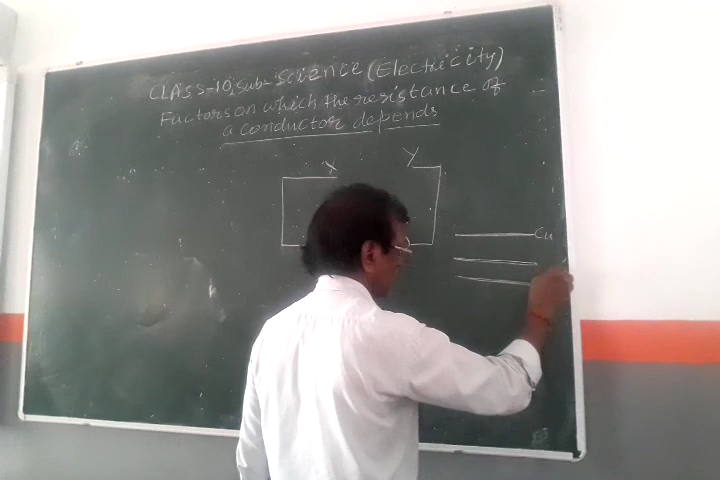 CLASS-10, Sub- Science (Electricity)
Factors on which the resistance of
a conductor depends
X Y
Cu